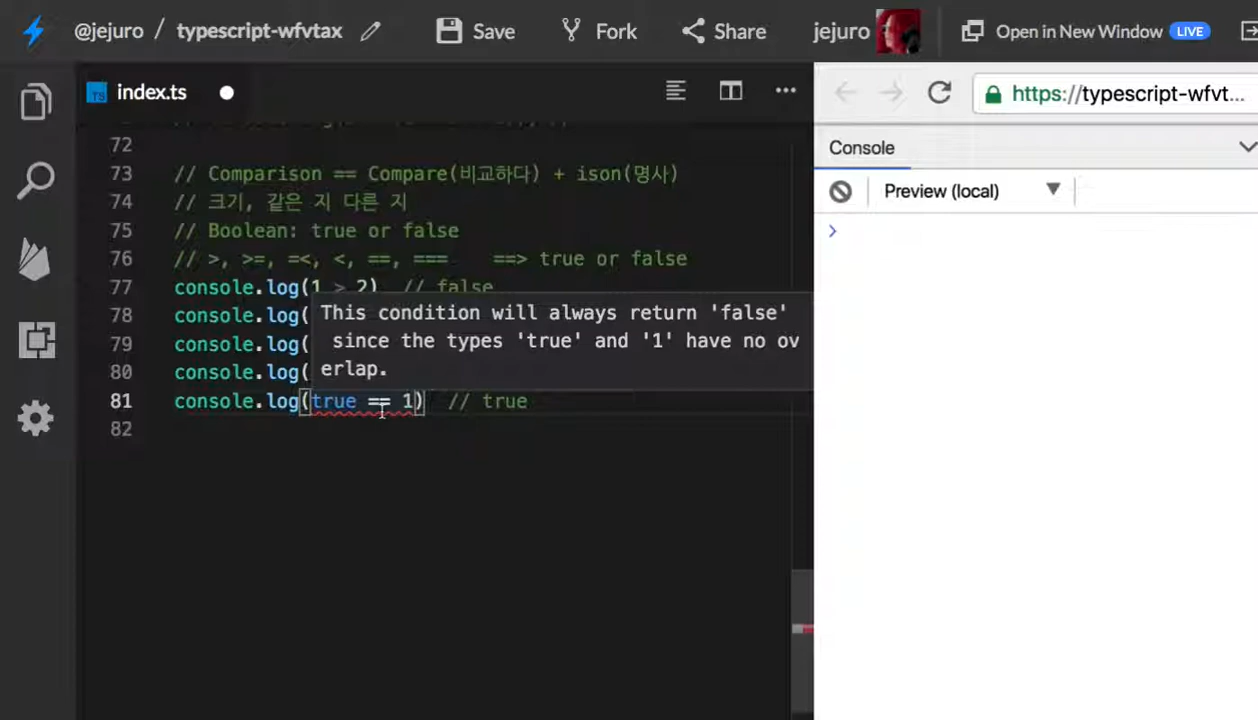 @jejuro / typescript-wfvtax Save Fork Share jejuro Open in New Window LIVE
TS index.ts https://typescript-wfvt...
Console
Preview (local)
>
72
73 // Comparison == Compare(비교하다) + ison(명사)
74 // 크기, 같은 지 다른 지
75 // Boolean: true or false
76 // >, >=, =<, <, ==, === ==> true or false
77 console.log(1 > 2) // false
78 console.log(
79 console.log(
80 console.log(
This condition will always return 'false'
since the types 'true' and '1' have no ov
erlap.
81 console.log(true == 1) // true
82